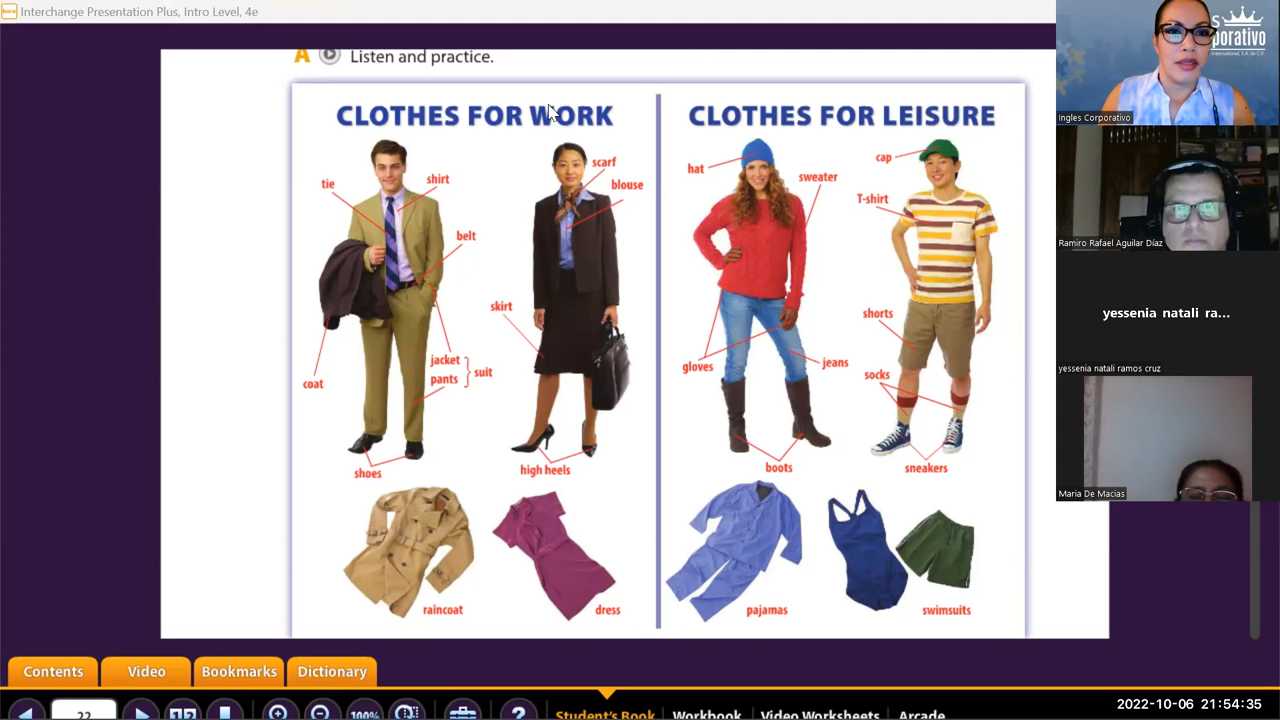 Interchange Presentation Plus, Intro Level, 4e
A Listen and practice.
CLOTHES FOR WORK
CLOTHES FOR LEISURE
tie
shirt
belt
coat
jacket
pants
suit
shoes
scarf
blouse
skirt
high heels
raincoat
dress
hat
sweater
gloves
jeans
boots
cap
T-shirt
shorts
socks
sneakers
pajamas
swimsuits
Ingles Corporativo
Ramiro Rafael Aguilar Díaz
yessenia natali ra...
yessenia natali ramos cruz
Maria De Macias
Contents
Video
Bookmarks
Dictionary
22
100%
?
Student's Book
Workbook
Video Worksheets
Arcade
2022-10-06 21:54:35